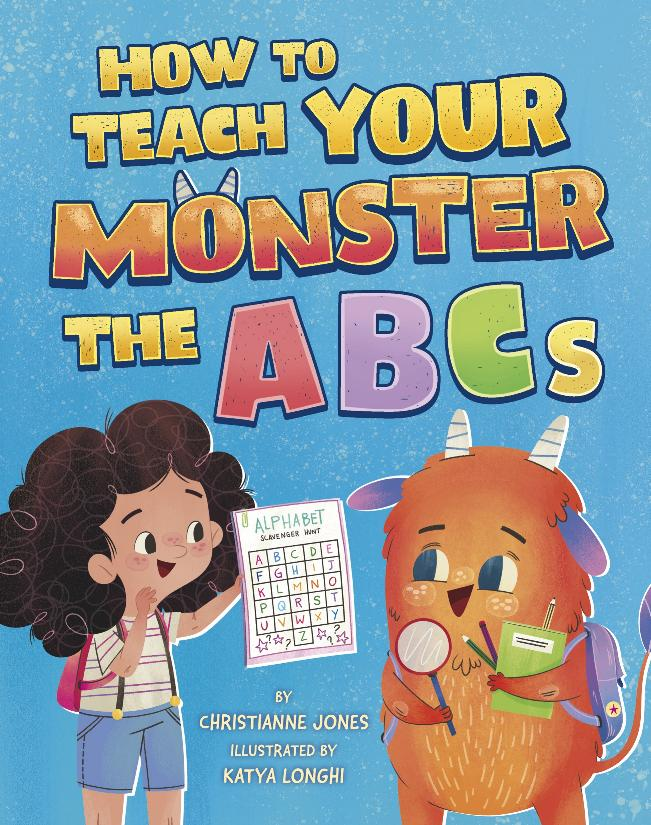 HOW TO
TEACH YOUR
MONSTER
THE ABCs
ALPHABET
SCAVENGER HUNT
A B C D E
F G H I J
K L M N O
P Q R S T
U V W X Y
? ? Z ? ?
BY
CHRISTIANNE JONES
ILLUSTRATED BY
KATYA LONGHI